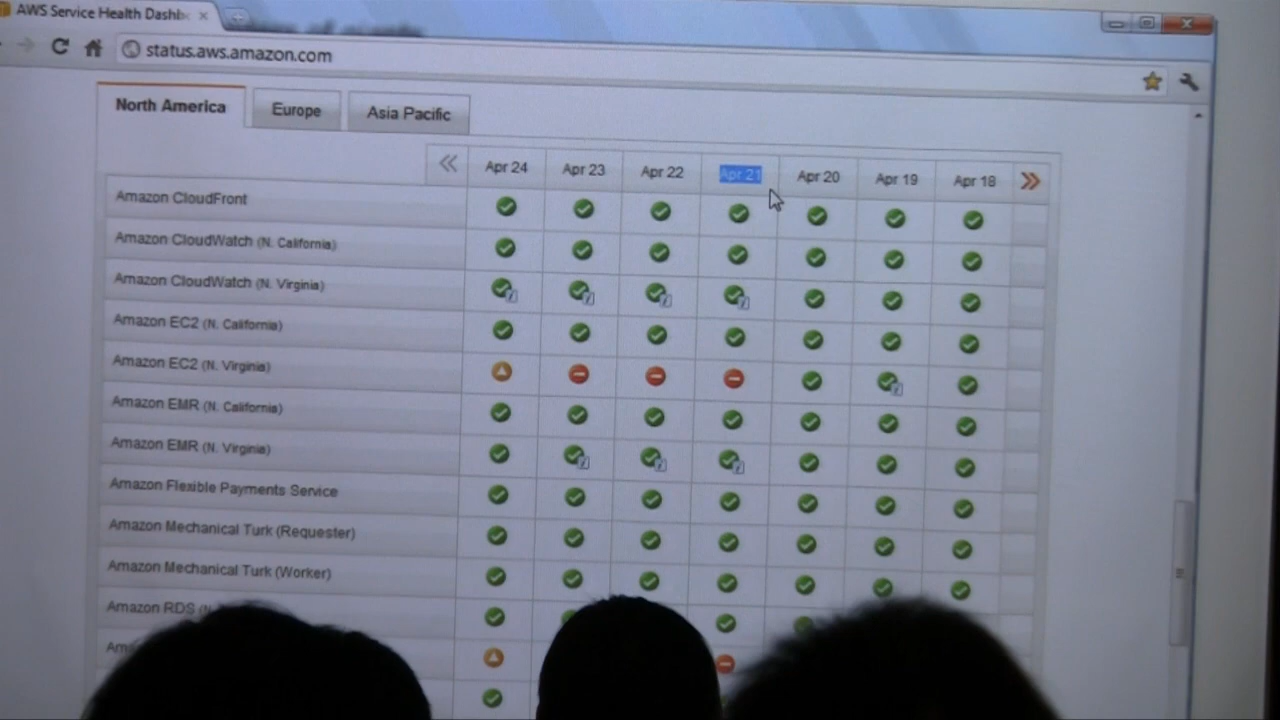 AWS Service Health Dashb
status.aws.amazon.com
North America Europe Asia Pacific
Apr 24 Apr 23 Apr 22 Apr 21 Apr 20 Apr 19 Apr 18
Amazon CloudFront
Amazon CloudWatch (N. California)
Amazon CloudWatch (N. Virginia)
Amazon EC2 (N. California)
Amazon EC2 (N. Virginia)
Amazon EMR (N. California)
Amazon EMR (N. Virginia)
Amazon Flexible Payments Service
Amazon Mechanical Turk (Requester)
Amazon Mechanical Turk (Worker)
Amazon RDS (N.